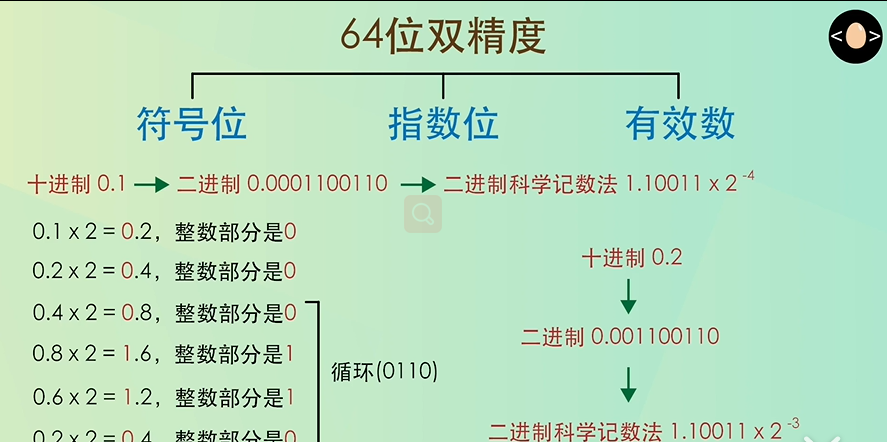 64位双精度
< >
符号位 指数位 有效数
十进制 0.1 → 二进制 0.0001100110 → 二进制科学记数法 1.10011 x 2⁻⁴
0.1 x 2 = 0.2，整数部分是0
0.2 x 2 = 0.4，整数部分是0
0.4 x 2 = 0.8，整数部分是0
0.8 x 2 = 1.6，整数部分是1
0.6 x 2 = 1.2，整数部分是1
0.2 x 2 = 0.4，整数部分是0
循环(0110)
十进制 0.2
↓
二进制 0.001100110
↓
二进制科学记数法 1.10011 x 2⁻³